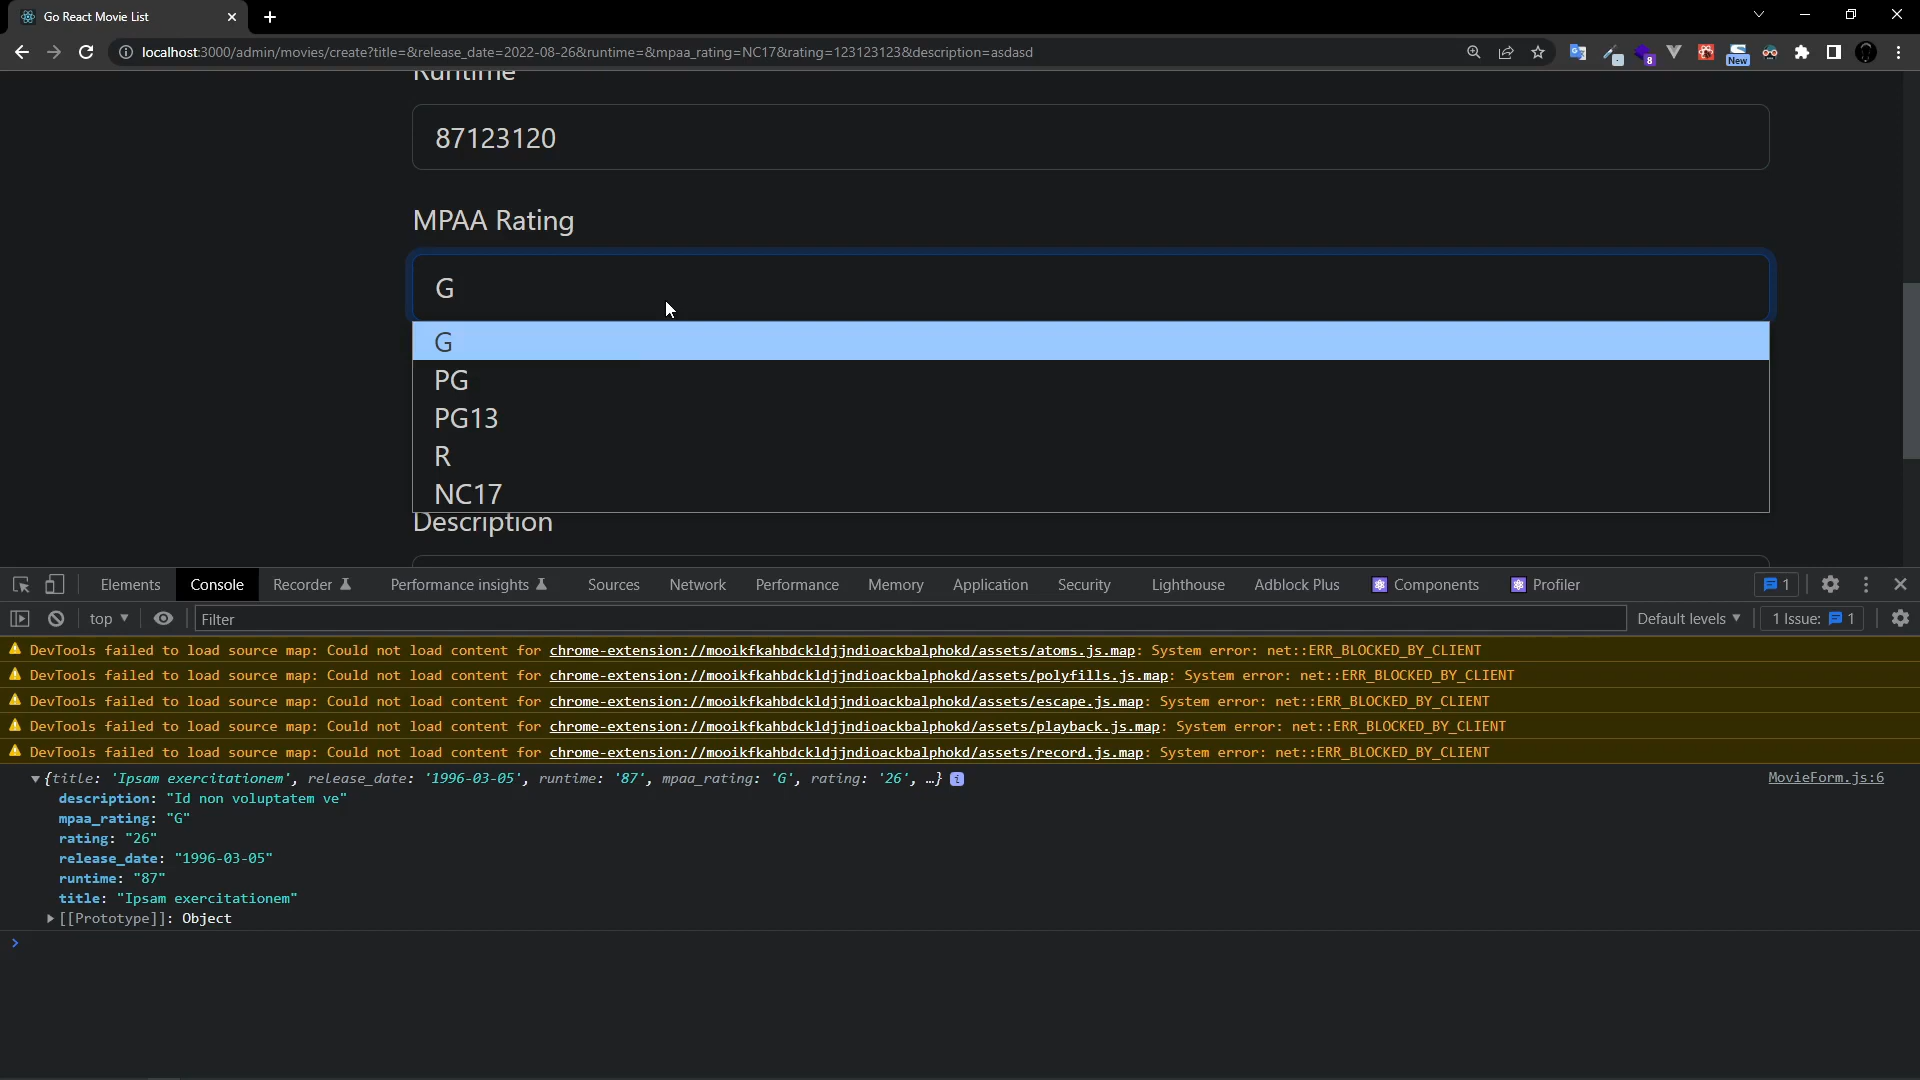 Go React Movie List
localhost:3000/admin/movies/create?title=&release_date=2022-08-26&runtime=&mpaa_rating=NC17&rating=123123123&description=asdasd
8
New
Runtime
87123120
MPAA Rating
G
G
PG
PG13
R
NC17
Description
Elements Console Recorder Performance insights Sources Network Performance Memory Application Security Lighthouse Adblock Plus Components Profiler 1
top Filter Default levels 1 Issue: 1
DevTools failed to load source map: Could not load content for chrome-extension://mooikfkahbdckldjjndioackbalphokd/assets/atoms.js.map: System error: net::ERR_BLOCKED_BY_CLIENT
DevTools failed to load source map: Could not load content for chrome-extension://mooikfkahbdckldjjndioackbalphokd/assets/polyfills.js.map: System error: net::ERR_BLOCKED_BY_CLIENT
DevTools failed to load source map: Could not load content for chrome-extension://mooikfkahbdckldjjndioackbalphokd/assets/escape.js.map: System error: net::ERR_BLOCKED_BY_CLIENT
DevTools failed to load source map: Could not load content for chrome-extension://mooikfkahbdckldjjndioackbalphokd/assets/playback.js.map: System error: net::ERR_BLOCKED_BY_CLIENT
DevTools failed to load source map: Could not load content for chrome-extension://mooikfkahbdckldjjndioackbalphokd/assets/record.js.map: System error: net::ERR_BLOCKED_BY_CLIENT
{title: 'Ipsam exercitationem', release_date: '1996-03-05', runtime: '87', mpaa_rating: 'G', rating: '26', …} i MovieForm.js:6
description: "Id non voluptatem ve"
mpaa_rating: "G"
rating: "26"
release_date: "1996-03-05"
runtime: "87"
title: "Ipsam exercitationem"
[[Prototype]]: Object